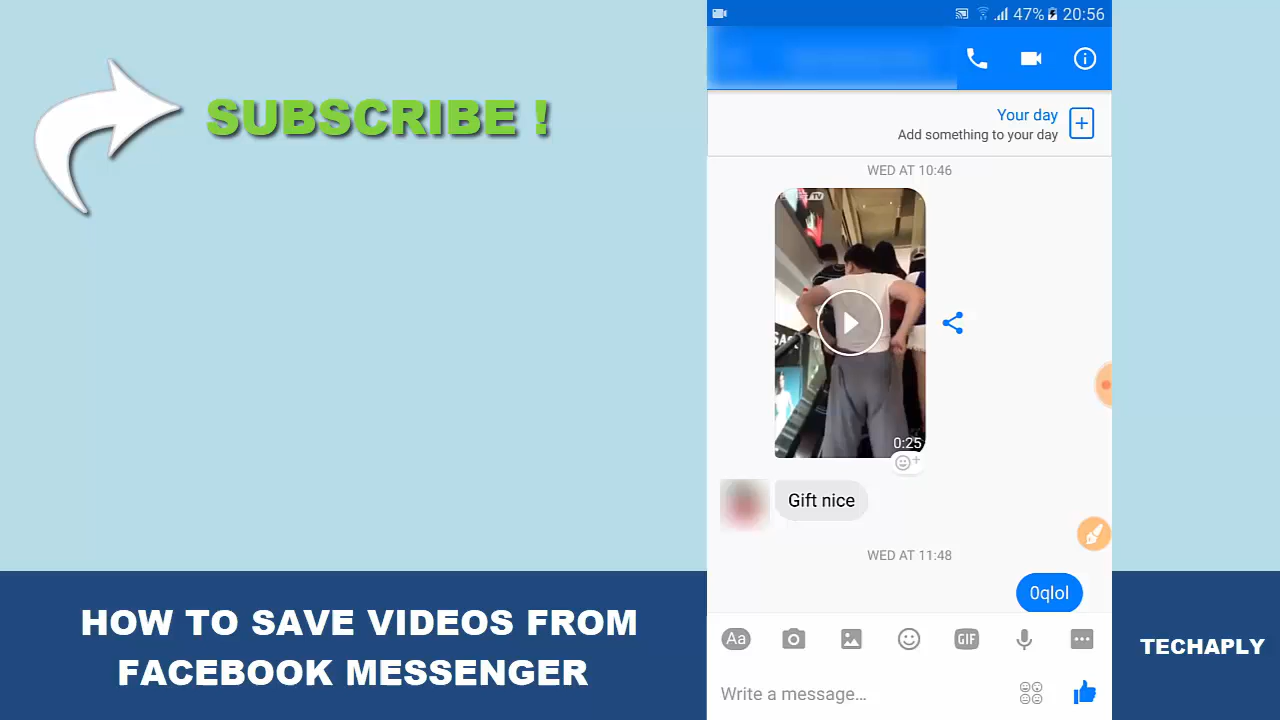 SUBSCRIBE !
47% 20:56
Your day
Add something to your day
WED AT 10:46
TV
0:25
Gift nice
WED AT 11:48
0qlol
Aa
GIF
Write a message...
HOW TO SAVE VIDEOS FROM
FACEBOOK MESSENGER
TECHAPLY